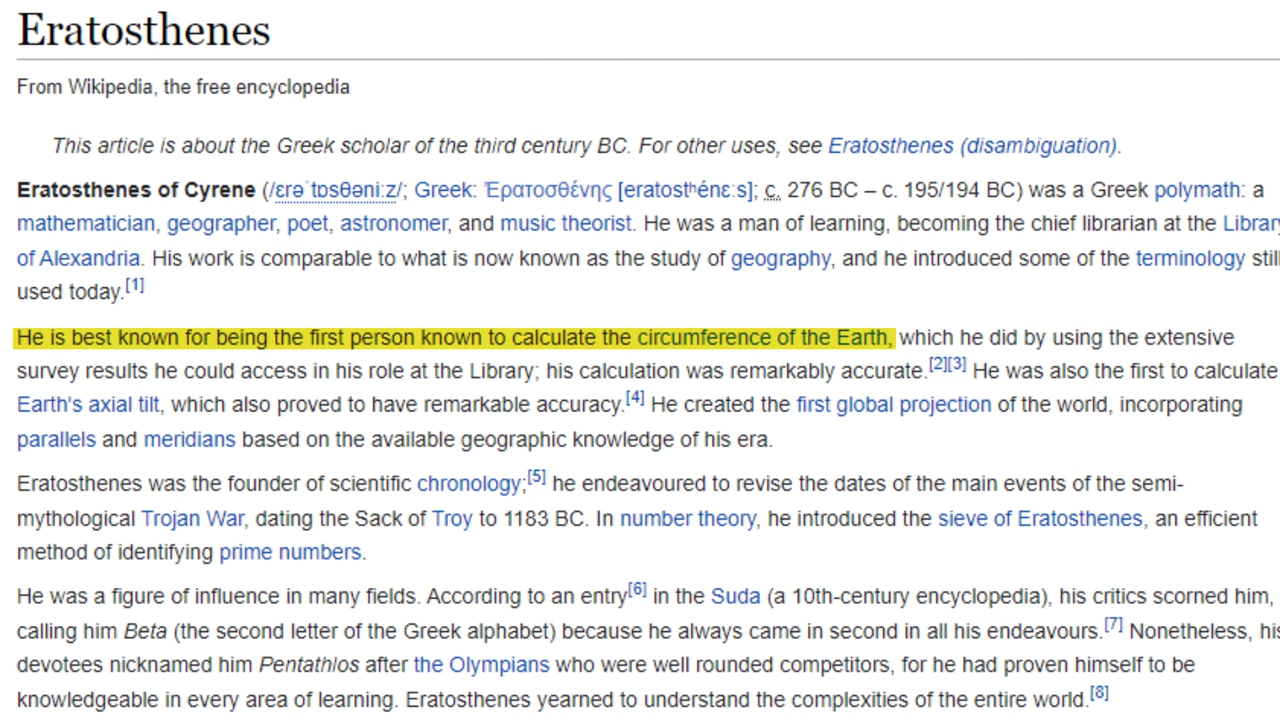 Eratosthenes
From Wikipedia, the free encyclopedia
This article is about the Greek scholar of the third century BC. For other uses, see Eratosthenes (disambiguation).
Eratosthenes of Cyrene (/ɛrəˈtɒsθəniːz/; Greek: Ἐρατοσθένης [eratostʰénɛːs]; c. 276 BC – c. 195/194 BC) was a Greek polymath: a
mathematician, geographer, poet, astronomer, and music theorist. He was a man of learning, becoming the chief librarian at the Library
of Alexandria. His work is comparable to what is now known as the study of geography, and he introduced some of the terminology still
used today.[1]
He is best known for being the first person known to calculate the circumference of the Earth, which he did by using the extensive
survey results he could access in his role at the Library; his calculation was remarkably accurate.[2][3] He was also the first to calculate
Earth's axial tilt, which also proved to have remarkable accuracy.[4] He created the first global projection of the world, incorporating
parallels and meridians based on the available geographic knowledge of his era.
Eratosthenes was the founder of scientific chronology;[5] he endeavoured to revise the dates of the main events of the semi-
mythological Trojan War, dating the Sack of Troy to 1183 BC. In number theory, he introduced the sieve of Eratosthenes, an efficient
method of identifying prime numbers.
He was a figure of influence in many fields. According to an entry[6] in the Suda (a 10th-century encyclopedia), his critics scorned him,
calling him Beta (the second letter of the Greek alphabet) because he always came in second in all his endeavours.[7] Nonetheless, his
devotees nicknamed him Pentathlos after the Olympians who were well rounded competitors, for he had proven himself to be
knowledgeable in every area of learning. Eratosthenes yearned to understand the complexities of the entire world.[8]